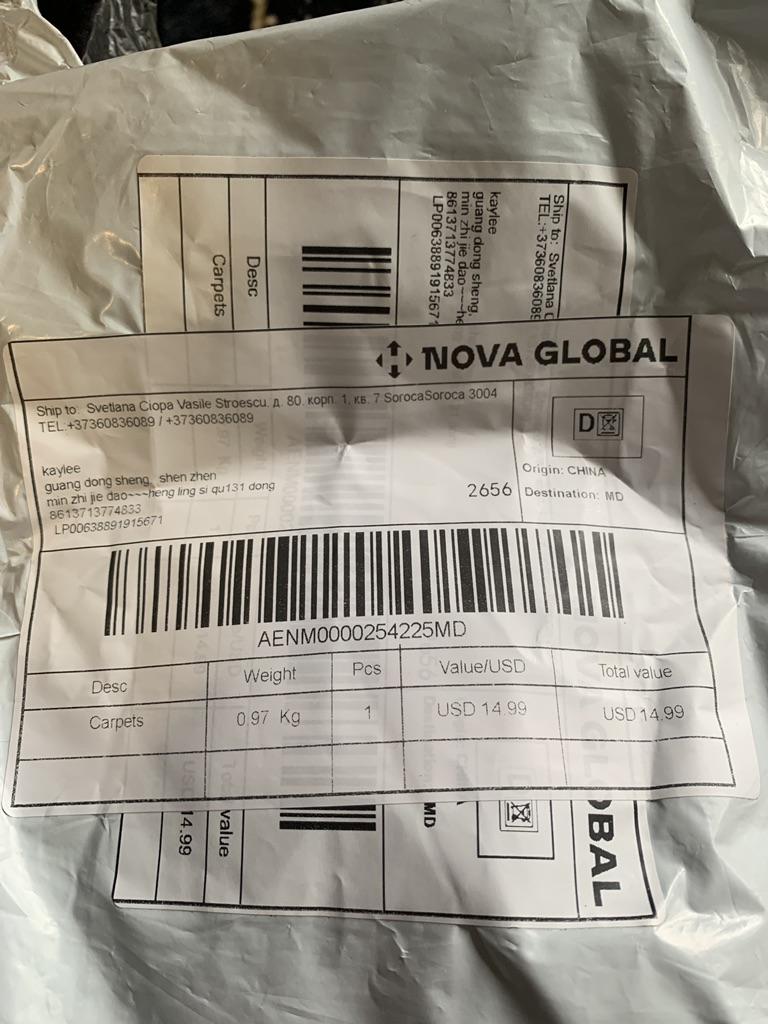 Ship to: Svetlana C
TEL:+3736083608
kaylee
guang dong sheng,
min zhi jie dao~~~he
8613713774833
LP00638891915671
Desc
Carpets
NOVA GLOBAL
Ship to: Svetlana Ciopa Vasile Stroescu, д. 80, корп. 1, кв. 7 SorocaSoroca 3004
TEL:+37360836089 / +37360836089
D
kaylee
guang dong sheng, shen zhen
min zhi jie dao~~~heng ling si qu131 dong
8613713774833
LP00638891915671
2656
Origin: CHINA
Destination: MD
AENM0000254225MD
Desc Weight Pcs Value/USD Total value
Carpets 0.97 Kg 1 USD 14.99 USD 14.99
MD
OBAL
value
14.99